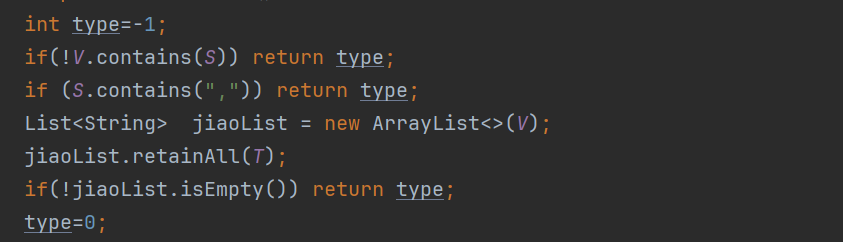 int type=-1;
if(!V.contains(S)) return type;
if (S.contains(",")) return type;
List<String>  jiaoList = new ArrayList<>(V);
jiaoList.retainAll(T);
if(!jiaoList.isEmpty()) return type;
type=0;